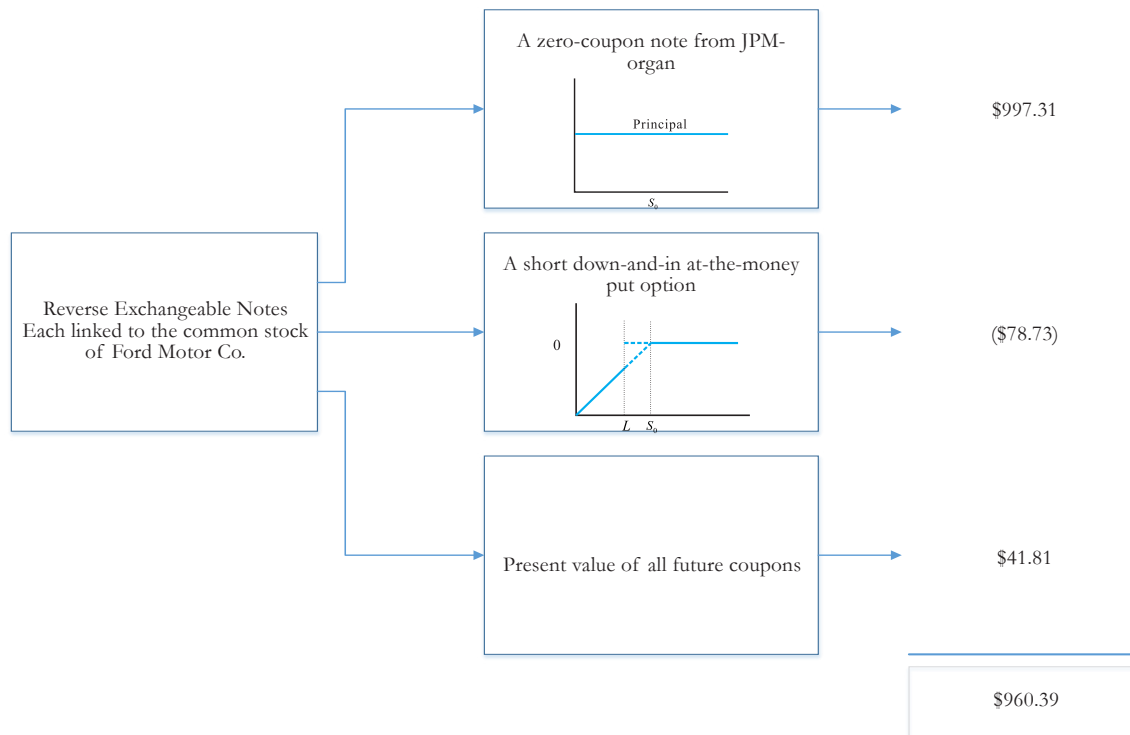 A zero-coupon note from JPM-
organ
Principal
S₀
$997.31
Reverse Exchangeable Notes
Each linked to the common stock
of Ford Motor Co.
A short down-and-in at-the-money
put option
0
L S₀
($78.73)
Present value of all future coupons
$41.81
$960.39